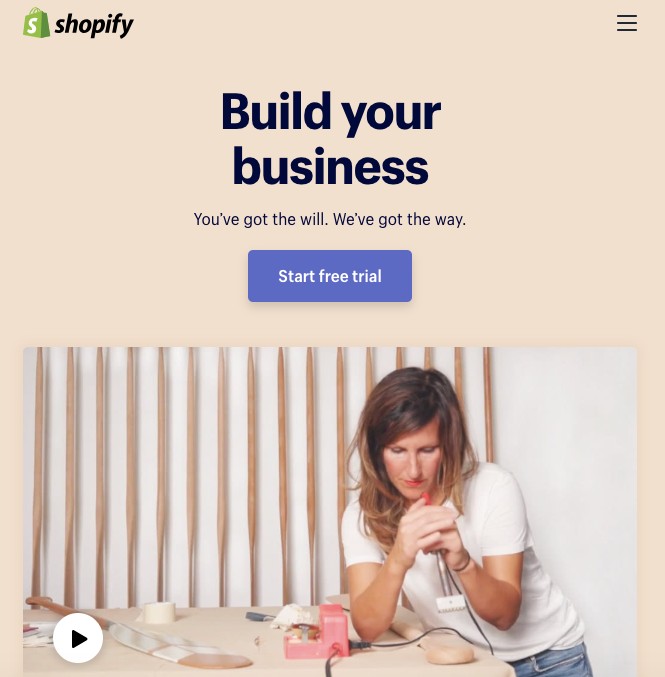 shopify
Build your
business
You've got the will. We've got the way.
Start free trial